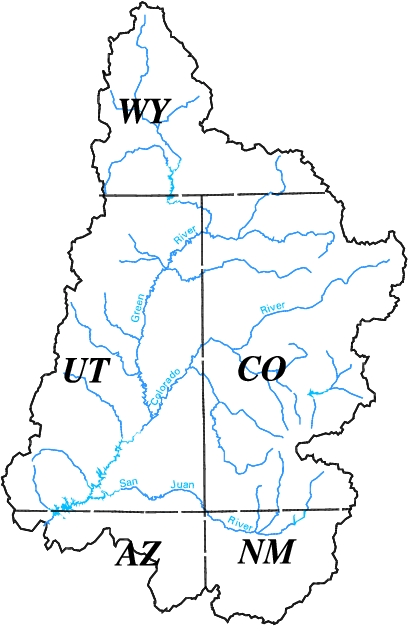 WY
River
Green
River
UT
Colorado
CO
San Juan River
AZ
NM